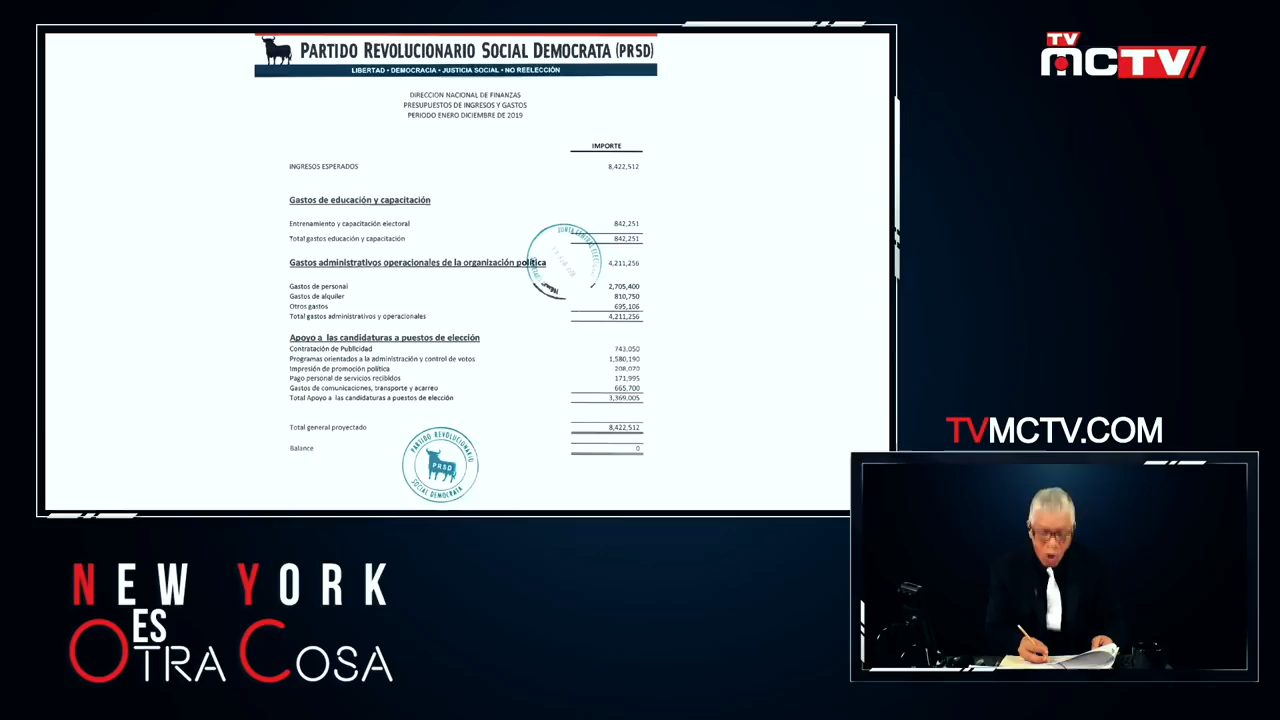 PARTIDO REVOLUCIONARIO SOCIAL DEMOCRATA (PRSD)
LIBERTAD • DEMOCRACIA • JUSTICIA SOCIAL • NO REELECCIÓN
DIRECCION NACIONAL DE FINANZAS
PRESUPUESTOS DE INGRESOS Y GASTOS
PERIODO ENERO DICIEMBRE DE 2019
IMPORTE
INGRESOS ESPERADOS 8,422,512
Gastos de educación y capacitación
Entrenamiento y capacitación electoral 842,251
Total gastos educación y capacitación 842,251
Gastos administrativos operacionales de la organización política 4,211,256
Gastos de personal 2,705,400
Gastos de alquiler 810,750
Otros gastos 695,106
Total gastos administrativos y operacionales 4,211,256
Apoyo a las candidaturas a puestos de elección
Contratación de Publicidad 743,050
Programas orientados a la administración y control de votos 1,580,190
Impresión de promoción política 208,070
Pago personal de servicios recibidos 171,995
Gastos de comunicaciones, transporte y acarreo 665,700
Total Apoyo a las candidaturas a puestos de elección 3,369,005
Total general proyectado 8,422,512
Balance 0
PARTIDO REVOLUCIONARIO
PRSD
SOCIAL DEMOCRATA
JUNTA CENTRAL
TV
MCTV
TVMCTV.COM
NEW YORK
ES
OTRA COSA